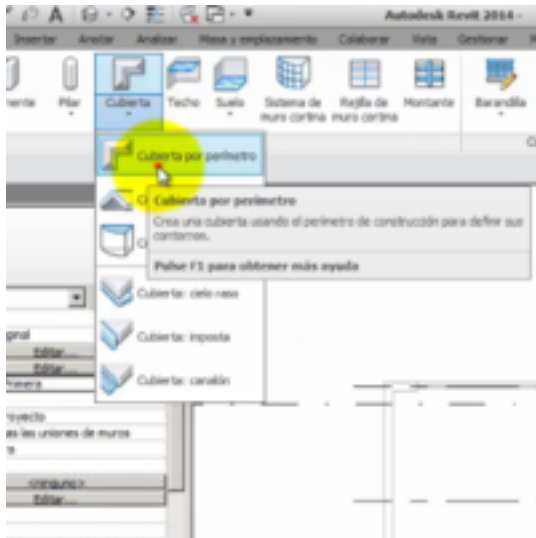 Autodesk Revit 2014 -
Insertar Anotar Analizar Masa y emplazamiento Colaborar Vista Gestionar
Pilar Cubierta Techo Suelo Sistema de muro cortina Rejilla de muro cortina Montante Barandilla
Cubierta por perímetro
Cubierta por perímetro
Crea una cubierta usando el perímetro de construcción para definir sus
contornos.
Pulse F1 para obtener más ayuda
Cubierta: cielo raso
Cubierta: imposta
Cubierta: canalón
Editar...
Editar...
Primera
royecto
as las uniones de muros
<ninguno>
Editar...